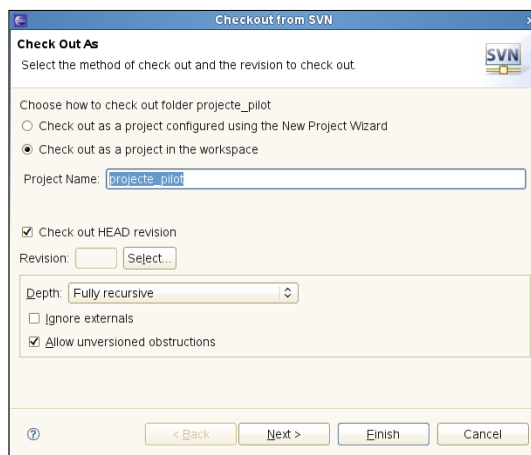 Checkout from SVN
Check Out As
Select the method of check out and the revision to check out.
SVN
Choose how to check out folder projecte_pilot
Check out as a project configured using the New Project Wizard
Check out as a project in the workspace
Project Name: projecte_pilot
Check out HEAD revision
Revision: Select...
Depth: Fully recursive
Ignore externals
Allow unversioned obstructions
? < Back Next > Finish Cancel